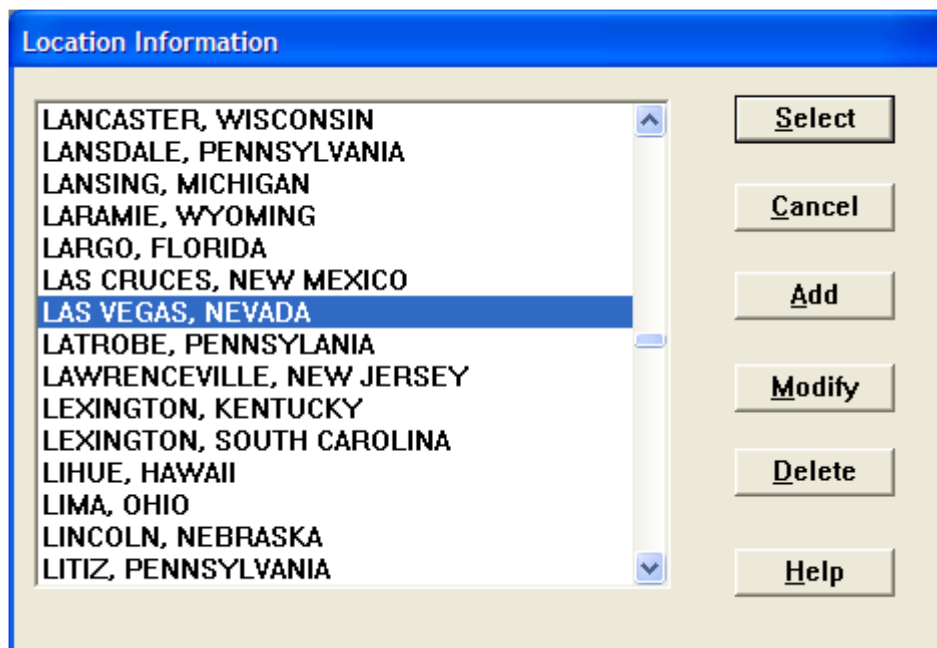 Location Information
LANCASTER, WISCONSIN
LANSDALE, PENNSYLVANIA
LANSING, MICHIGAN
LARAMIE, WYOMING
LARGO, FLORIDA
LAS CRUCES, NEW MEXICO
LAS VEGAS, NEVADA
LATROBE, PENNSYLANIA
LAWRENCEVILLE, NEW JERSEY
LEXINGTON, KENTUCKY
LEXINGTON, SOUTH CAROLINA
LIHUE, HAWAII
LIMA, OHIO
LINCOLN, NEBRASKA
LITIZ, PENNSYLVANIA
Select
Cancel
Add
Modify
Delete
Help